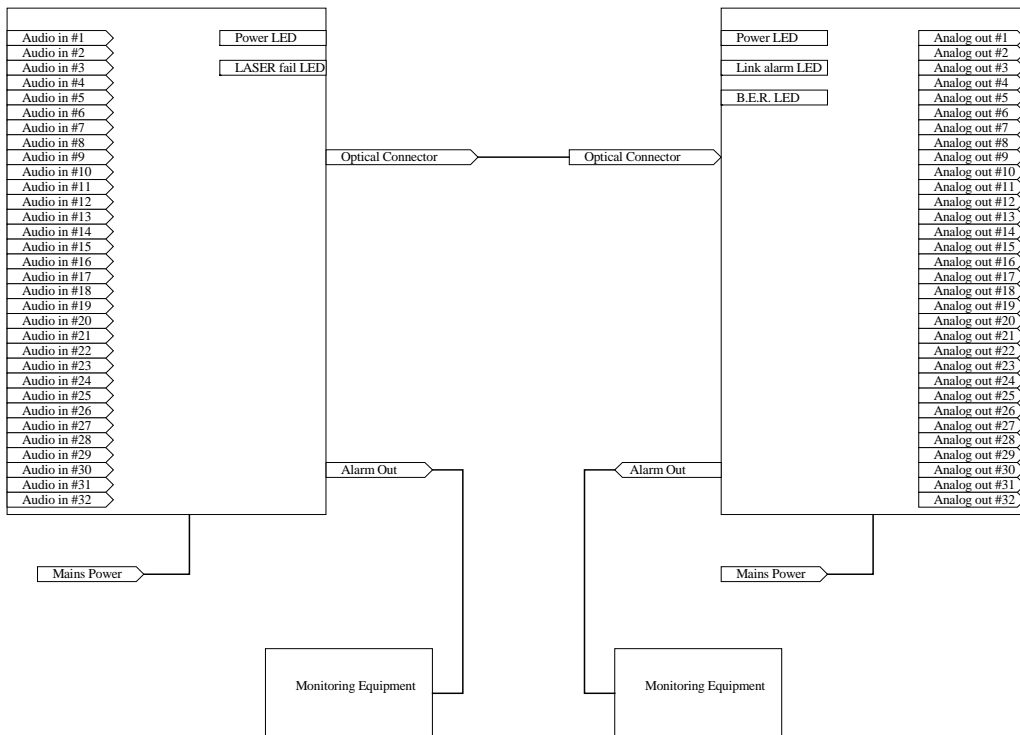 Audio in #1
Audio in #2
Audio in #3
Audio in #4
Audio in #5
Audio in #6
Audio in #7
Audio in #8
Audio in #9
Audio in #10
Audio in #11
Audio in #12
Audio in #13
Audio in #14
Audio in #15
Audio in #16
Audio in #17
Audio in #18
Audio in #19
Audio in #20
Audio in #21
Audio in #22
Audio in #23
Audio in #24
Audio in #25
Audio in #26
Audio in #27
Audio in #28
Audio in #29
Audio in #30
Audio in #31
Audio in #32
Power LED
LASER fail LED
Optical Connector
Alarm Out
Mains Power
Monitoring Equipment
Optical Connector
Power LED
Link alarm LED
B.E.R. LED
Alarm Out
Mains Power
Monitoring Equipment
Analog out #1
Analog out #2
Analog out #3
Analog out #4
Analog out #5
Analog out #6
Analog out #7
Analog out #8
Analog out #9
Analog out #10
Analog out #11
Analog out #12
Analog out #13
Analog out #14
Analog out #15
Analog out #16
Analog out #17
Analog out #18
Analog out #19
Analog out #20
Analog out #21
Analog out #22
Analog out #23
Analog out #24
Analog out #25
Analog out #26
Analog out #27
Analog out #28
Analog out #29
Analog out #30
Analog out #31
Analog out #32